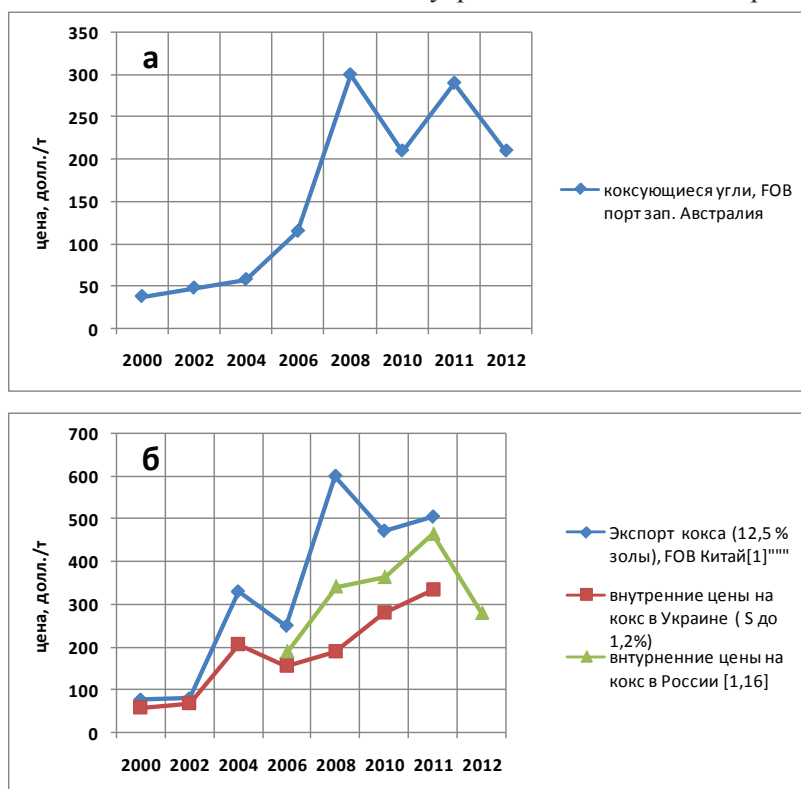 а
350
300
250
200
150
100
50
0
цена, долл./т
2000 2002 2004 2006 2008 2010 2011 2012
коксующиеся угли, FOB
порт зап. Австралия
б
700
600
500
400
300
200
100
0
цена, долл./т
2000 2002 2004 2006 2008 2010 2011 2012
Экспорт кокса (12,5 %
золы), FOB Китай[1]"""
внутренние цены на
кокс в Украине ( S до
1,2%)
внтурненние цены на
кокс в России [1,16]